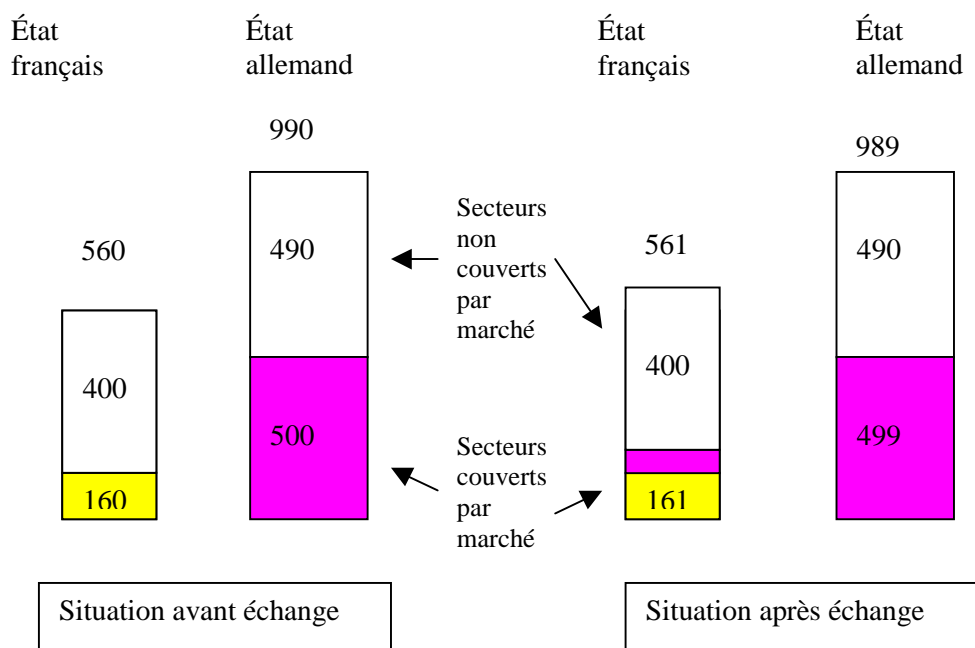 État
français
État
allemand
État
français
État
allemand
990
989
560
490
Secteurs
non
couverts
par
marché
561
490
400
400
500
Secteurs
couverts
par
marché
499
160
161
Situation avant échange
Situation après échange